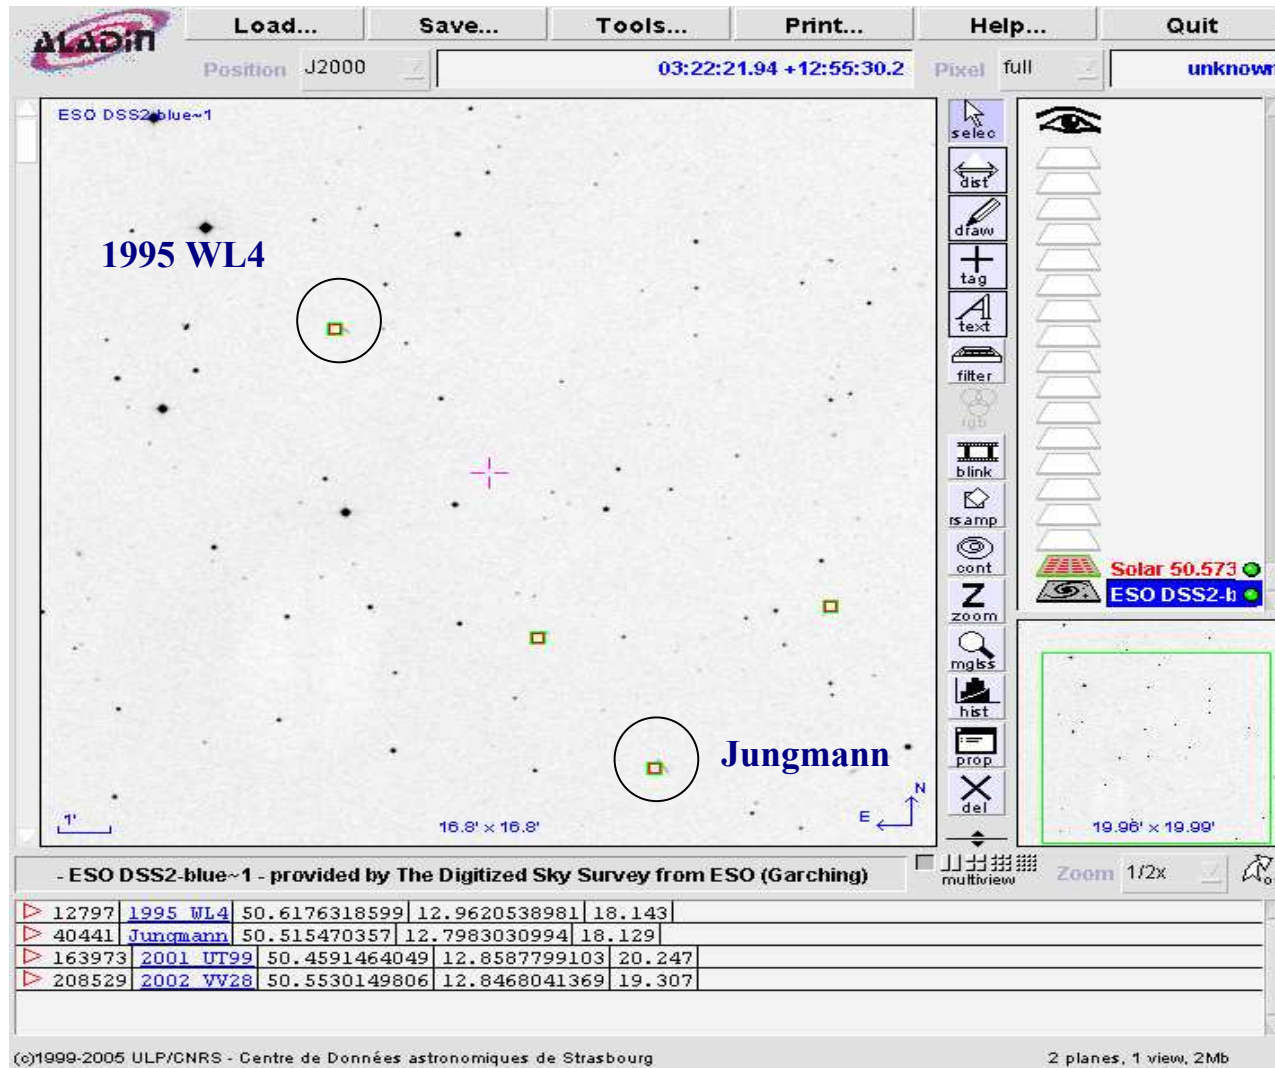 ALADiN Load... Save... Tools... Print... Help... Quit
Position J2000 03:22:21.94 +12:55:30.2 Pixel full unknown
ESO DSS2-blue~1
1995 WL4
Jungmann
1'
16.8' × 16.8'
N
E
selec
dist
draw
tag
text
filter
rgb
blink
rsamp
cont
zoom
mglss
hist
prop
del
Solar 50.573
ESO DSS2-b
19.96' × 19.99'
- ESO DSS2-blue~1 - provided by The Digitized Sky Survey from ESO (Garching)
multiview Zoom 1/2x
12797 1995 WL4 50.6176318599 12.9620538981 18.143
40441 Jungmann 50.515470357 12.7983030994 18.129
163973 2001 UT99 50.4591464049 12.8587799103 20.247
208529 2002 VV28 50.5530149806 12.8468041369 19.307
(c)1999-2005 ULP/CNRS - Centre de Données astronomiques de Strasbourg 2 planes, 1 view, 2Mb